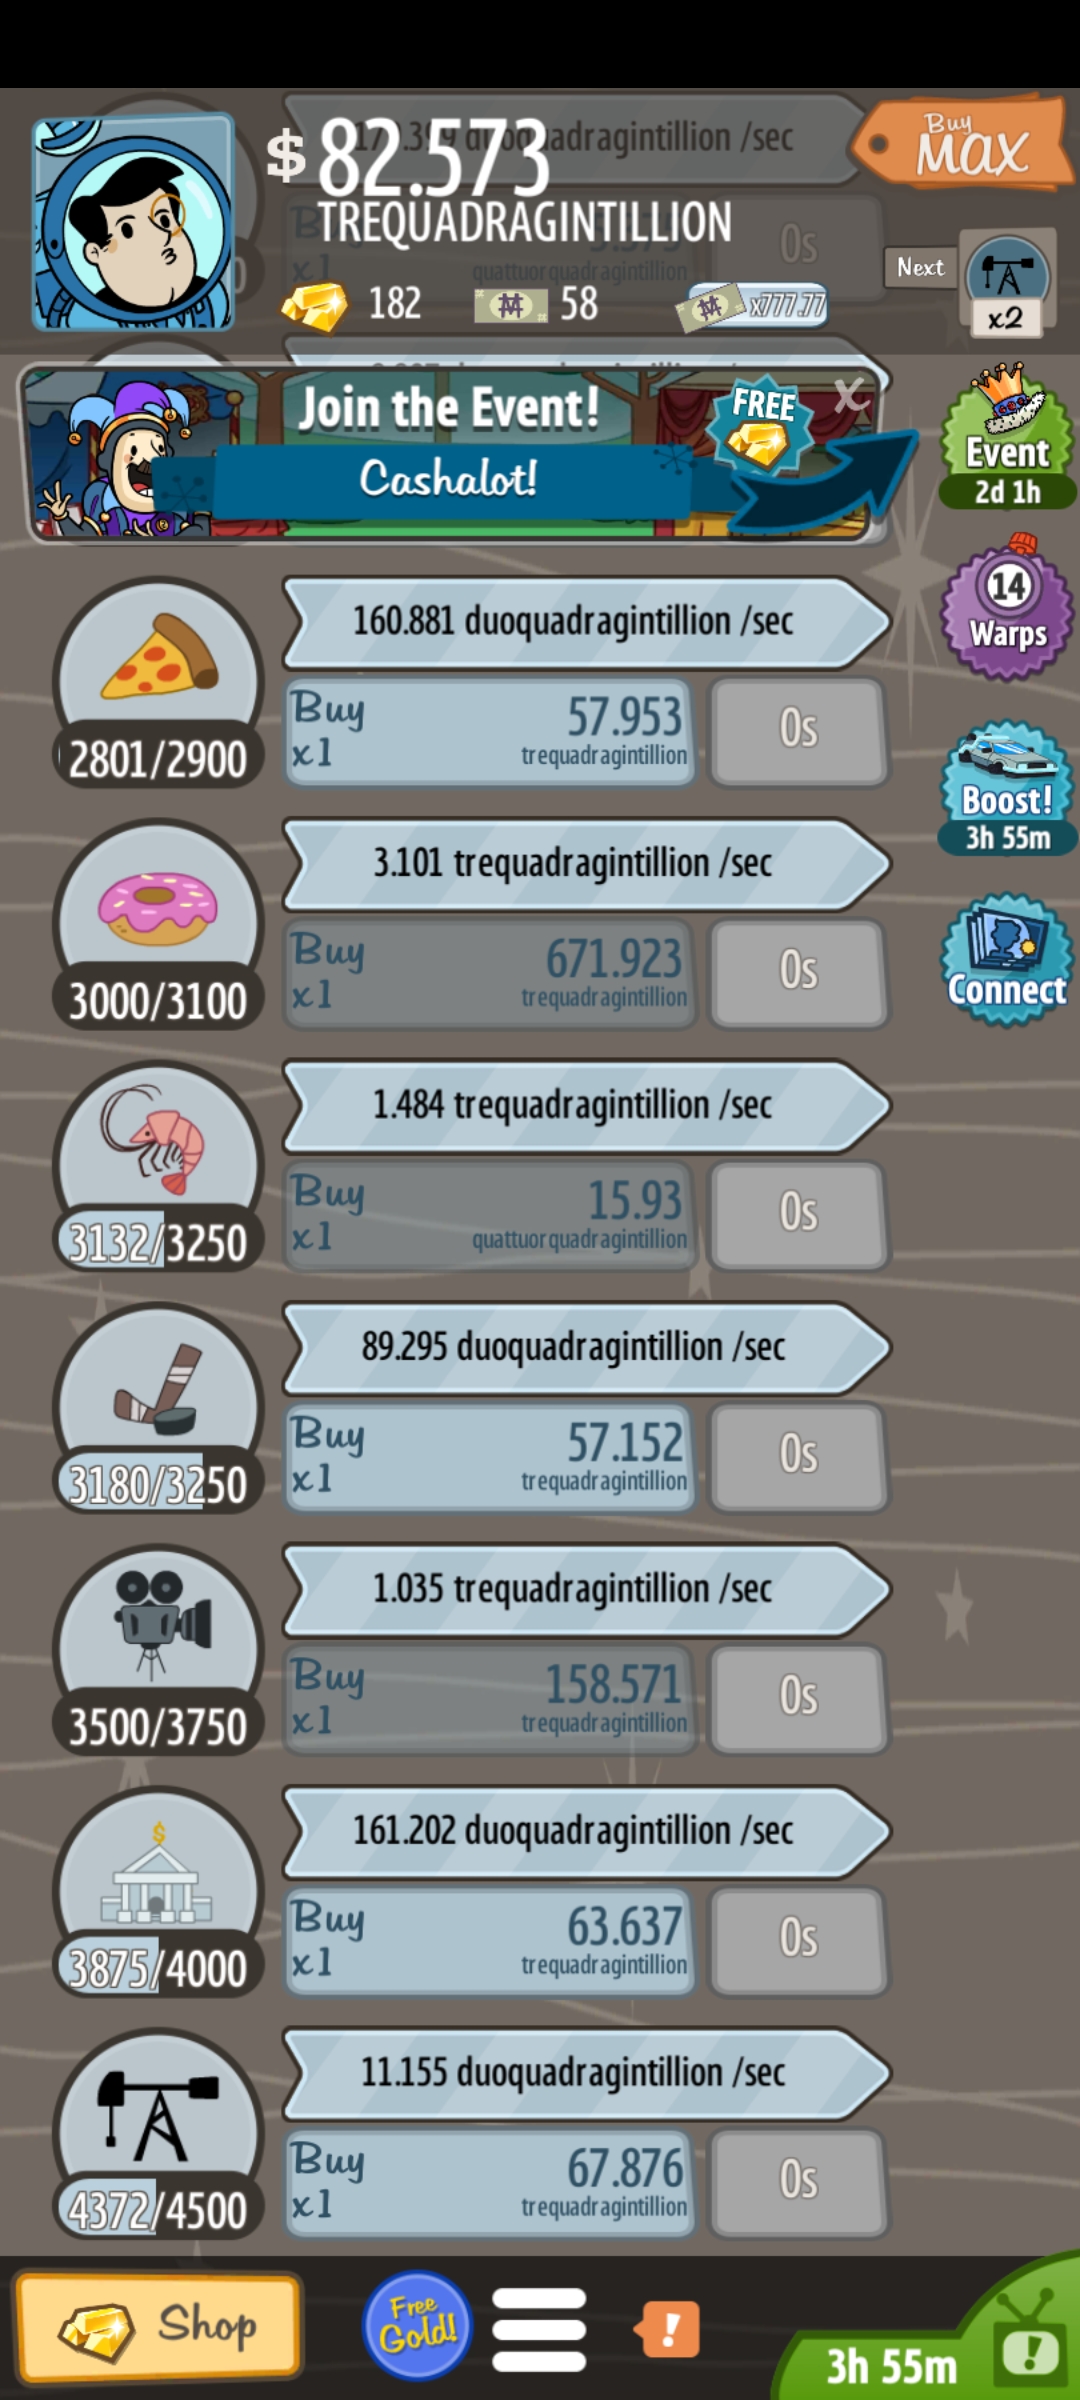 $ 82.573
TREQUADRAGINTILLION
duoquadragintillion /sec
Buy
MAX
x1
quattuorquadragintillion
0s
Next
x2
182
58
x777.77
Join the Event!
Cashalot!
FREE
X
Event
2d 1h
14
Warps
Boost!
3h 55m
Connect
160.881 duoquadragintillion /sec
Buy
x1
57.953
trequadragintillion
0s
2801/2900
3.101 trequadragintillion /sec
Buy
x1
671.923
trequadragintillion
0s
3000/3100
1.484 trequadragintillion /sec
Buy
x1
15.93
quattuorquadragintillion
0s
3132/3250
89.295 duoquadragintillion /sec
Buy
x1
57.152
trequadragintillion
0s
3180/3250
1.035 trequadragintillion /sec
Buy
x1
158.571
trequadragintillion
0s
3500/3750
161.202 duoquadragintillion /sec
Buy
x1
63.637
trequadragintillion
0s
3875/4000
11.155 duoquadragintillion /sec
Buy
x1
67.876
trequadragintillion
0s
4372/4500
Shop
Free
Gold!
!
3h 55m
!